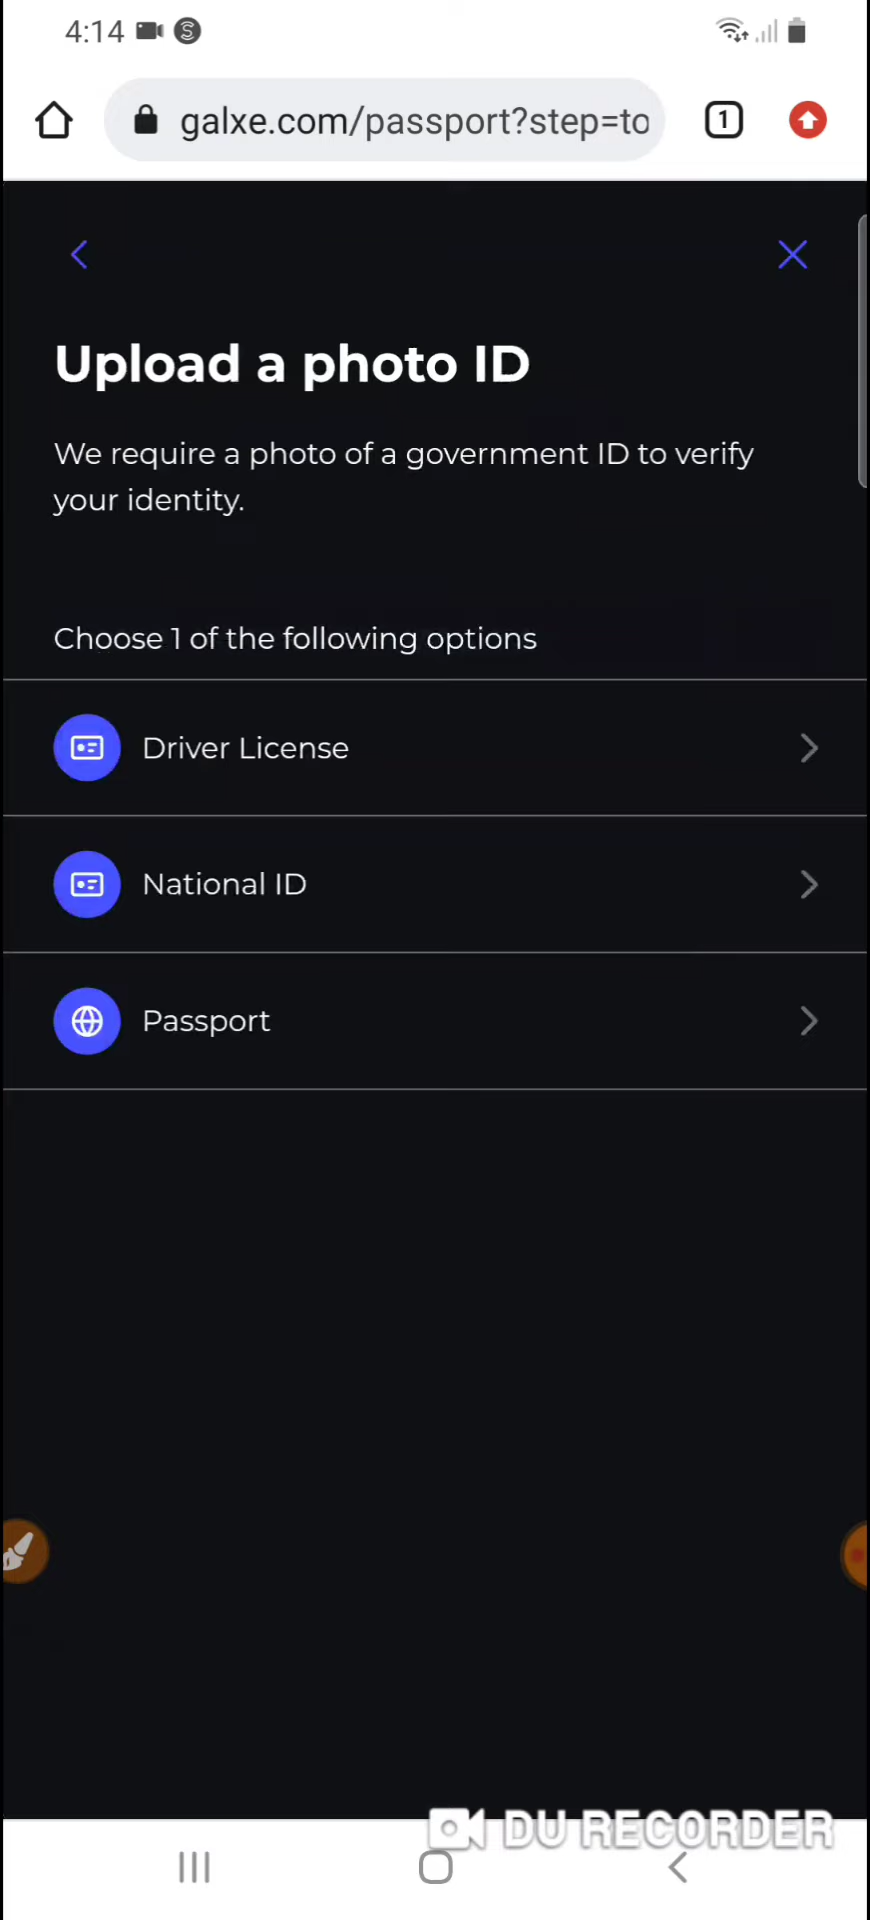 4:14
galxe.com/passport?step=to
1
Upload a photo ID
We require a photo of a government ID to verify
your identity.
Choose 1 of the following options
Driver License
National ID
Passport
DU RECORDER